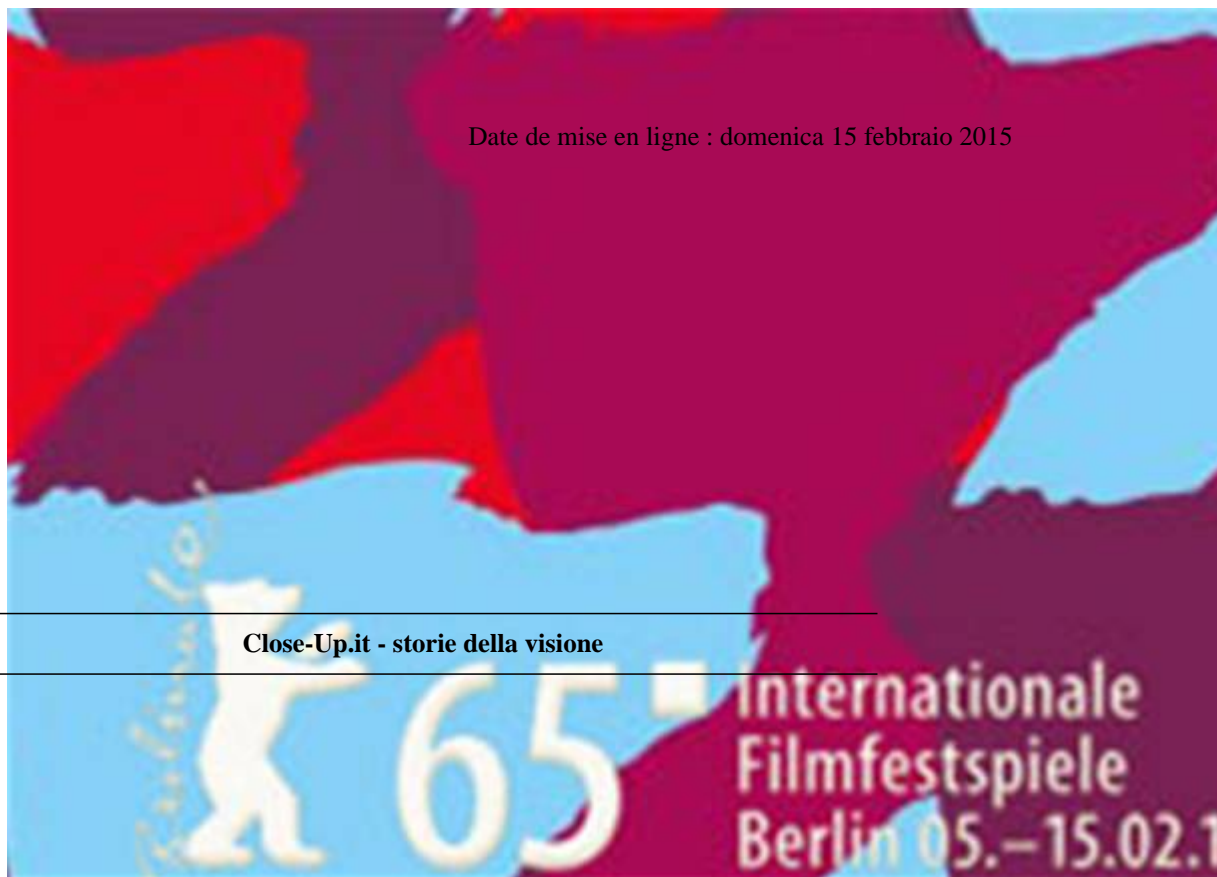 Date de mise en ligne : domenica 15 febbraio 2015
Close-Up.it - storie della visione
Berlinale
65
Internationale
Filmfestspiele
Berlin 05.–15.02.1